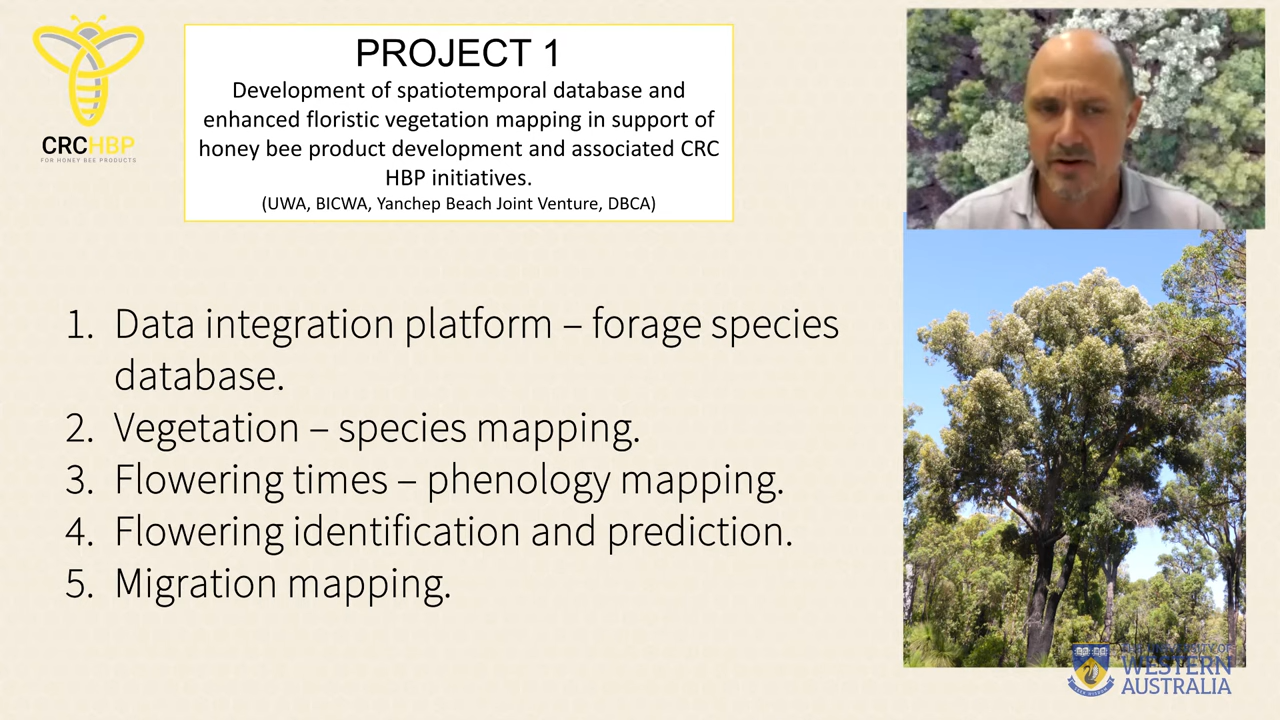 CRCHBP
FOR HONEY BEE PRODUCTS
PROJECT 1
Development of spatiotemporal database and
enhanced floristic vegetation mapping in support of
honey bee product development and associated CRC
HBP initiatives.
(UWA, BICWA, Yanchep Beach Joint Venture, DBCA)
1. Data integration platform – forage species
database.
2. Vegetation – species mapping.
3. Flowering times – phenology mapping.
4. Flowering identification and prediction.
5. Migration mapping.
THE UNIVERSITY OF
WESTERN
AUSTRALIA